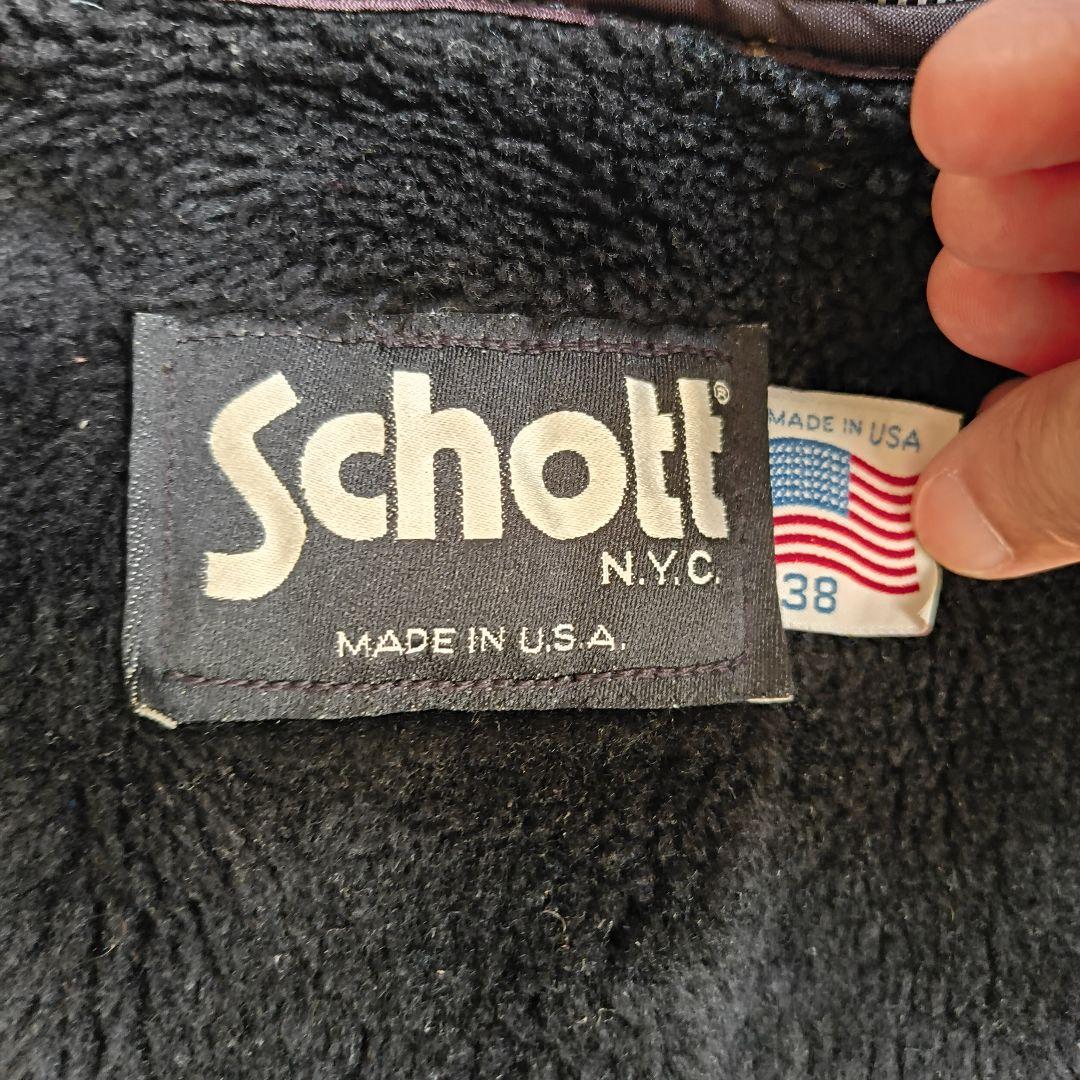 Schott®
N.Y.C.
MADE IN U.S.A.
MADE IN USA
38